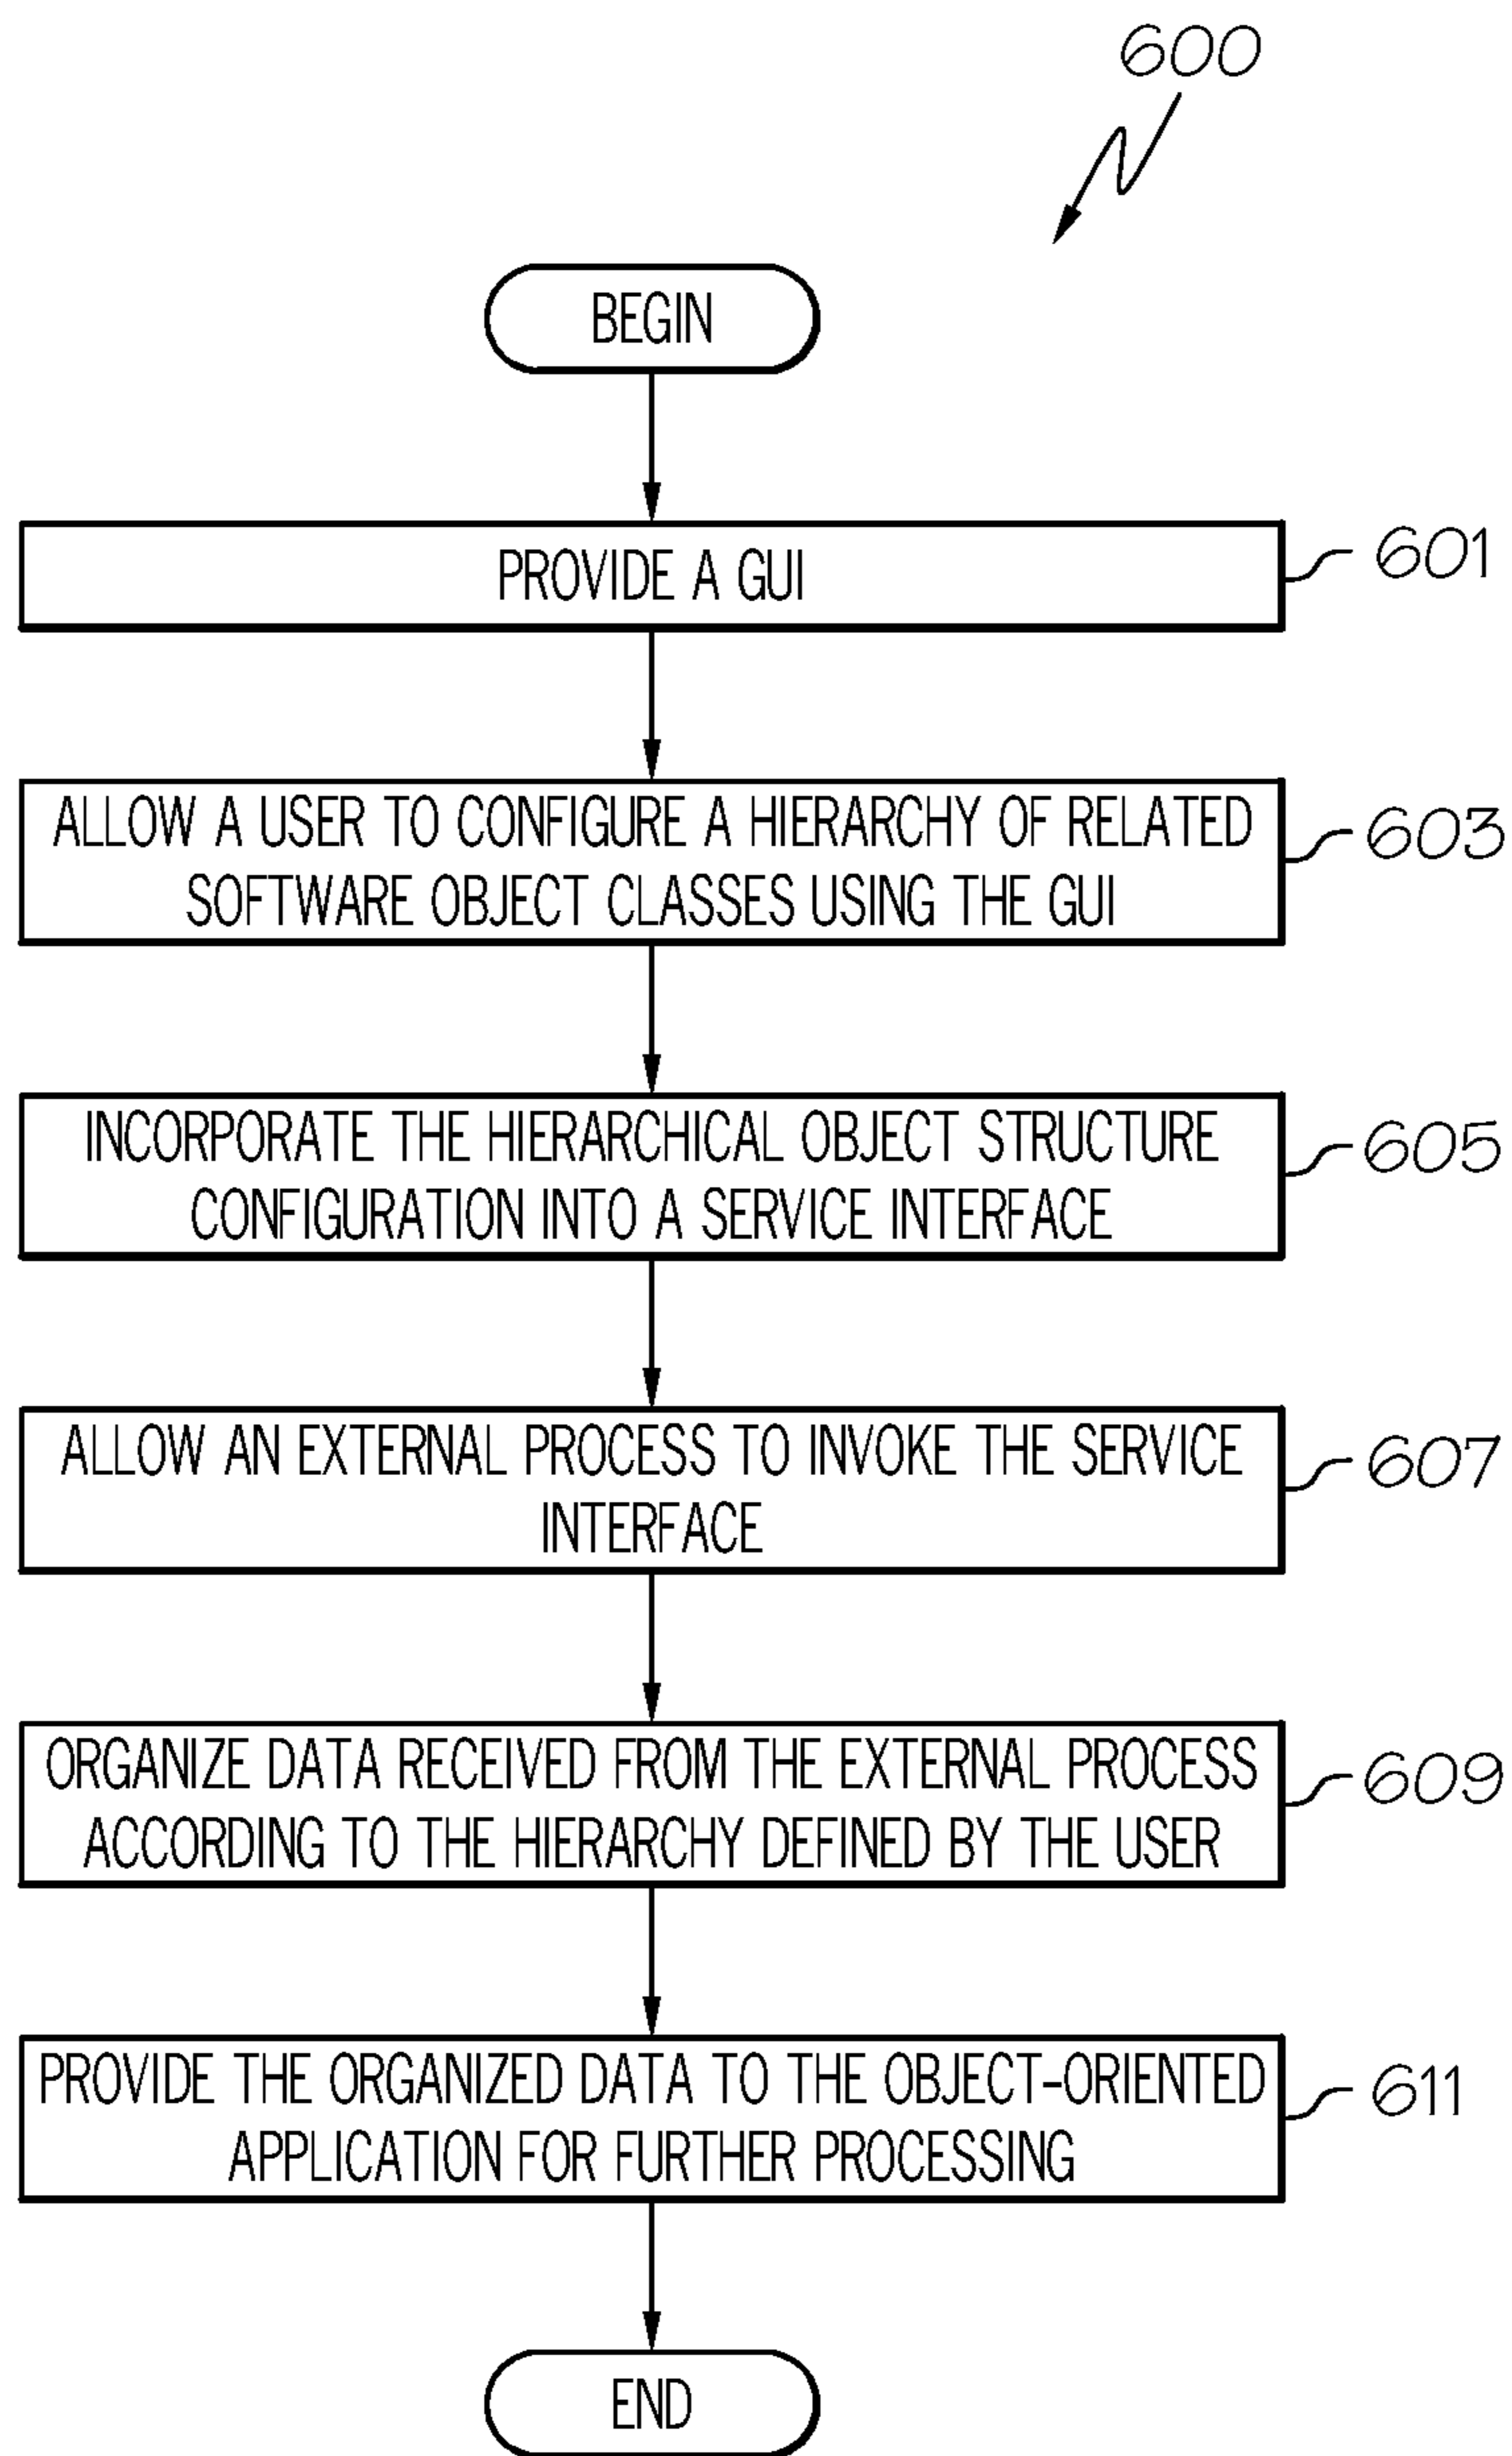 600
BEGIN
PROVIDE A GUI
601
ALLOW A USER TO CONFIGURE A HIERARCHY OF RELATED
SOFTWARE OBJECT CLASSES USING THE GUI
603
INCORPORATE THE HIERARCHICAL OBJECT STRUCTURE
CONFIGURATION INTO A SERVICE INTERFACE
605
ALLOW AN EXTERNAL PROCESS TO INVOKE THE SERVICE
INTERFACE
607
ORGANIZE DATA RECEIVED FROM THE EXTERNAL PROCESS
ACCORDING TO THE HIERARCHY DEFINED BY THE USER
609
PROVIDE THE ORGANIZED DATA TO THE OBJECT-ORIENTED
APPLICATION FOR FURTHER PROCESSING
611
END